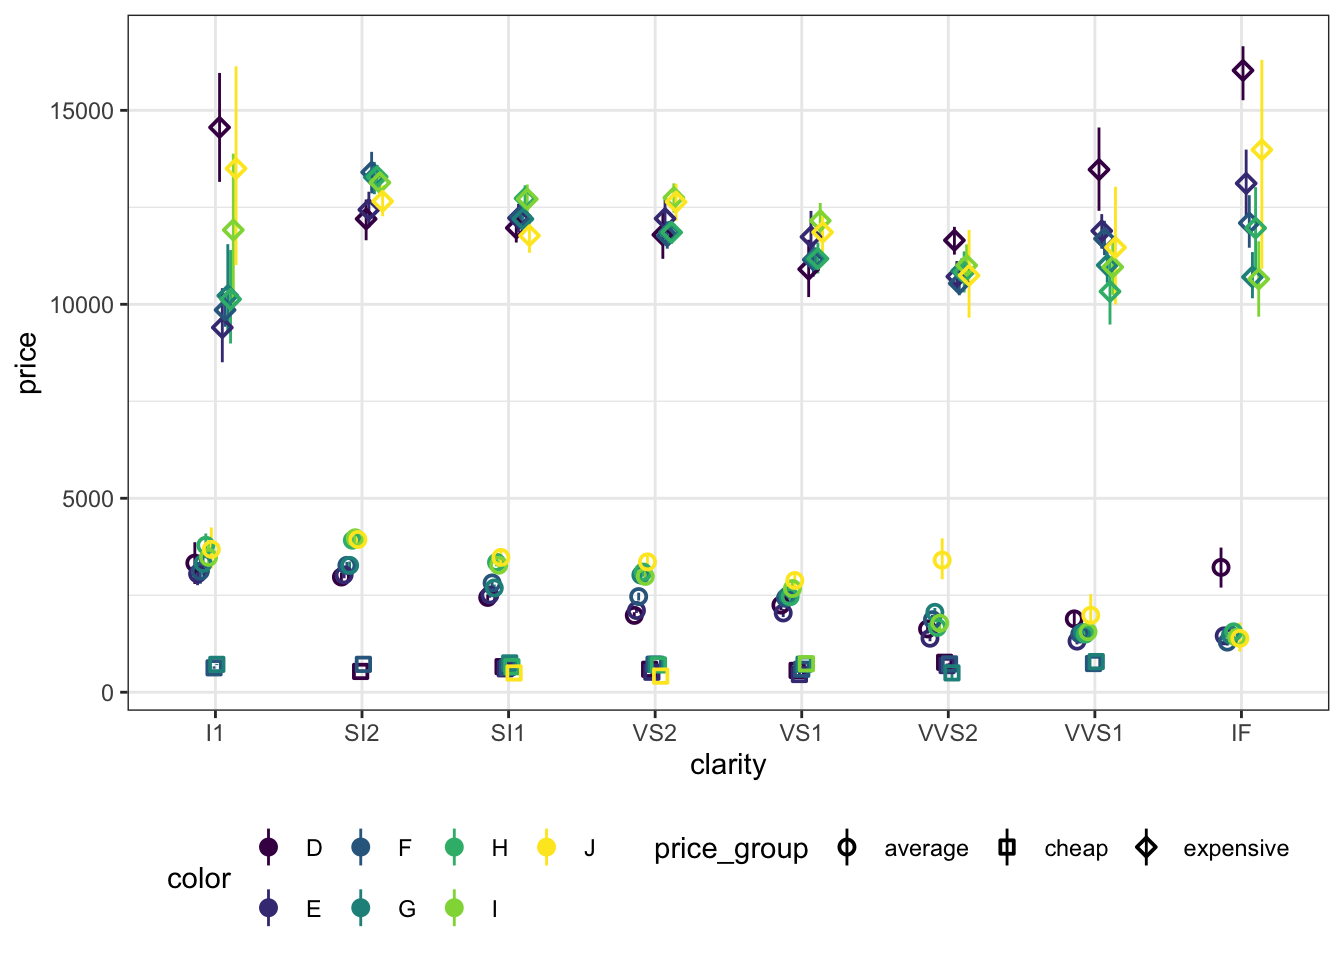 15000
10000
5000
0
price
I1 SI2 SI1 VS2 VS1 VVS2 VVS1 IF
clarity
color D F H J price_group average cheap expensive
E G I